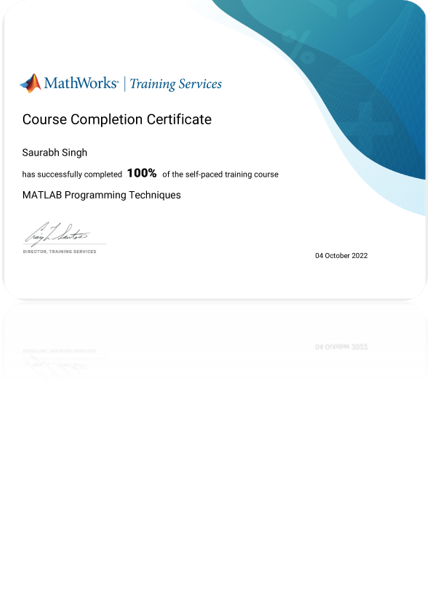 MathWorks® | Training Services
Course Completion Certificate
Saurabh Singh
has successfully completed 100% of the self-paced training course
MATLAB Programming Techniques
DIRECTOR, TRAINING SERVICES
04 October 2022